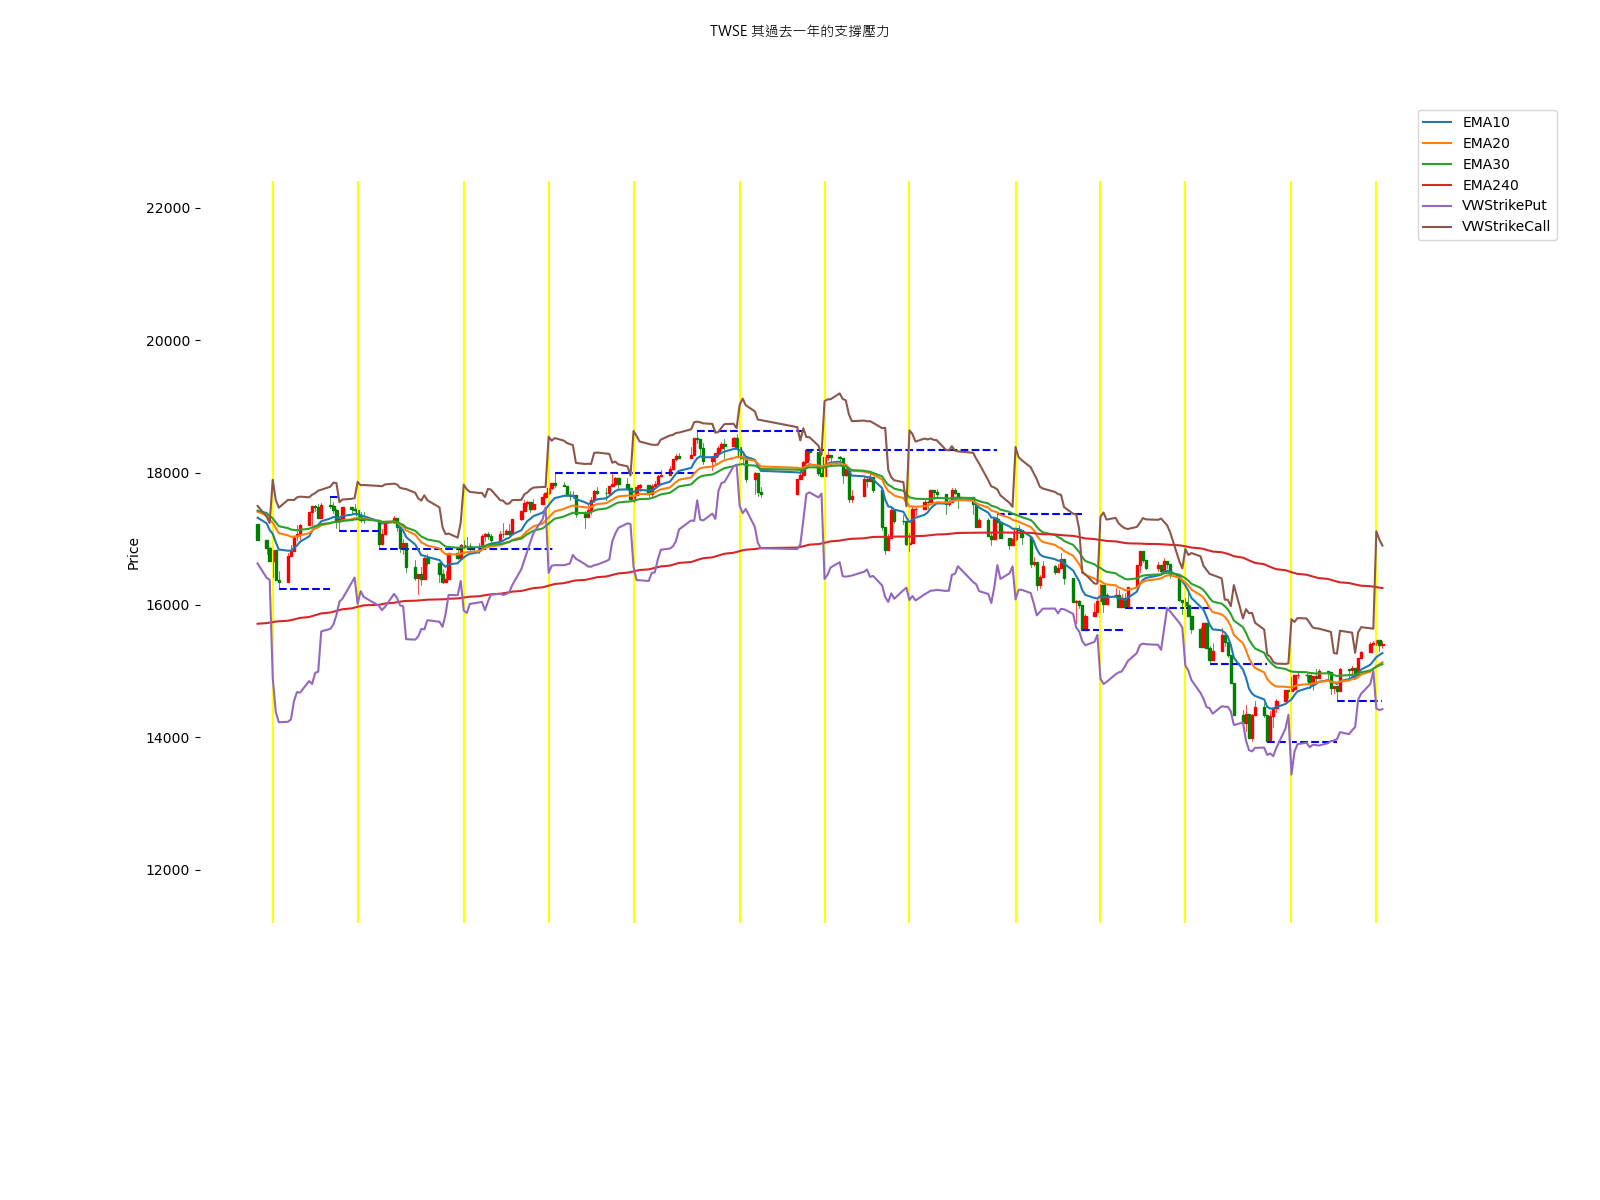 TWSE 其過去一年的支撐壓力
EMA10
EMA20
EMA30
EMA240
VWStrikePut
VWStrikeCall
22000
20000
18000
16000
14000
12000
Price